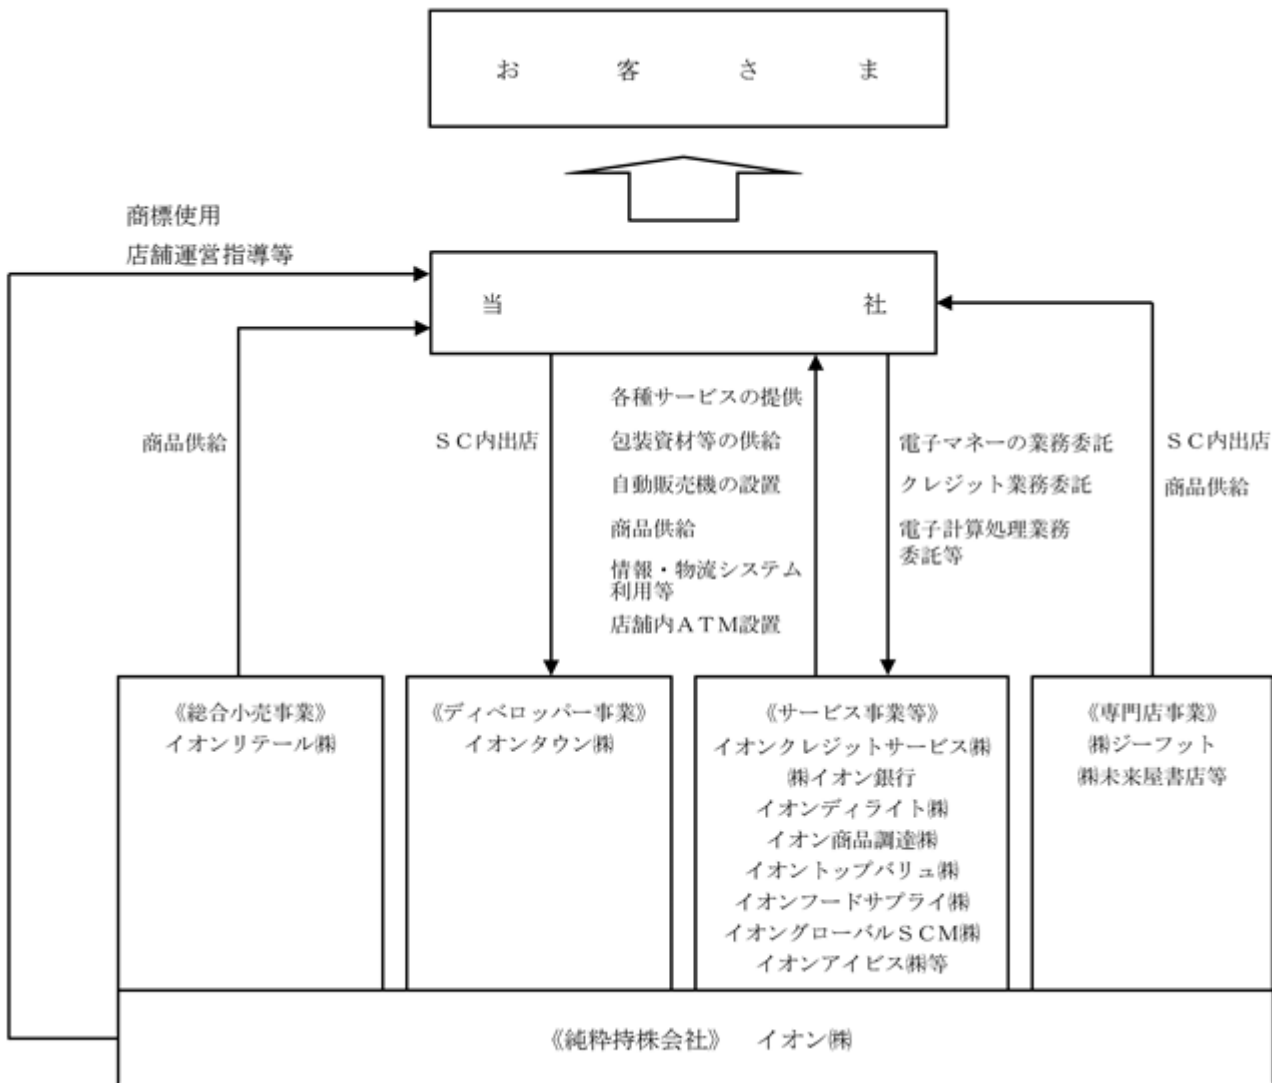 お客さま
商標使用
店舗運営指導等
当社
商品供給
ＳＣ内出店
各種サービスの提供
包装資材等の供給
自動販売機の設置
商品供給
情報・物流システム
利用等
店舗内ＡＴＭ設置
電子マネーの業務委託
クレジット業務委託
電子計算処理業務
委託等
ＳＣ内出店
商品供給
《総合小売事業》
イオンリテール㈱
《ディベロッパー事業》
イオンタウン㈱
《サービス事業等》
イオンクレジットサービス㈱
㈱イオン銀行
イオンディライト㈱
イオン商品調達㈱
イオントップバリュ㈱
イオンフードサプライ㈱
イオングローバルＳＣＭ㈱
イオンアイビス㈱等
《専門店事業》
㈱ジーフット
㈱未来屋書店等
《純粋持株会社》　イオン㈱